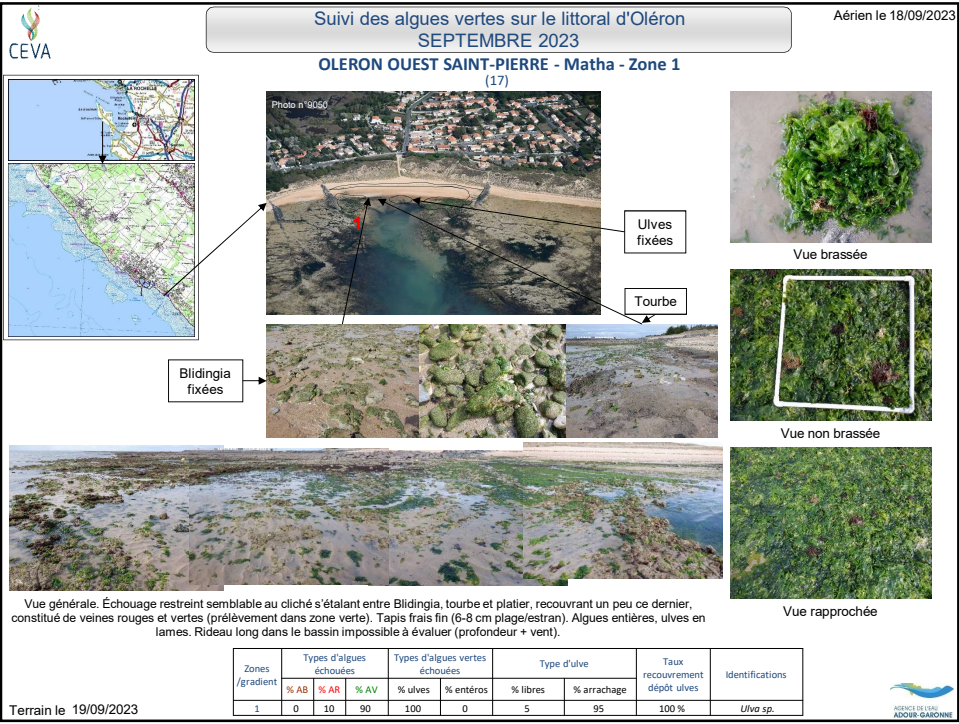 CEVA
Suivi des algues vertes sur le littoral d'Oléron
SEPTEMBRE 2023
Aérien le 18/09/2023
OLERON OUEST SAINT-PIERRE - Matha - Zone 1
(17)
Photo n°9050
Ulves
fixées
Tourbe
Blidingia
fixées
Vue brassée
Vue non brassée
Vue rapprochée
Vue générale. Échouage restreint semblable au cliché s’étalant entre Blidingia, tourbe et platier, recouvrant un peu ce dernier,
constitué de veines rouges et vertes (prélèvement dans zone verte). Tapis frais fin (6-8 cm plage/estran). Algues entières, ulves en
lames. Rideau long dans le bassin impossible à évaluer (profondeur + vent).
Zones /gradient | Types d'algues échouées | Types d'algues vertes échouées | Type d'ulve | Taux recouvrement dépôt ulves | Identifications
% AB | % AR | % AV | % ulves | % entéros | % libres | % arrachage
1 | 0 | 10 | 90 | 100 | 0 | 5 | 95 | 100 % | Ulva sp.
Terrain le 19/09/2023
AGENCE DE L'EAU
ADOUR-GARONNE